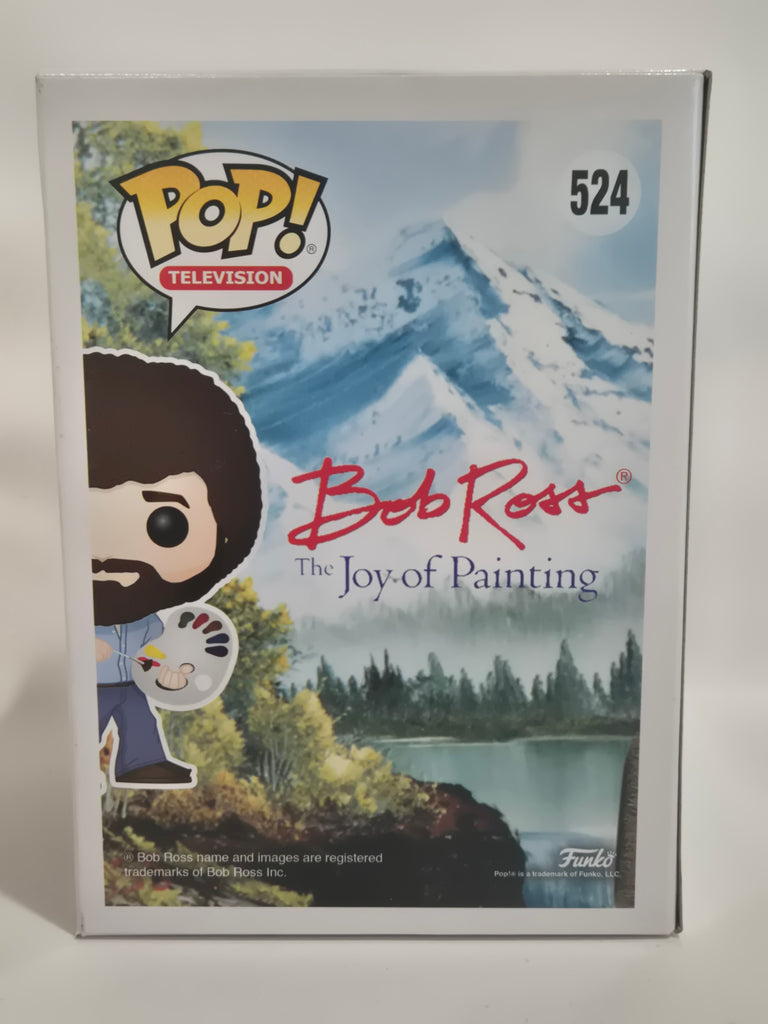 POP!®
TELEVISION
524
Bob Ross®
The Joy of Painting
® Bob Ross name and images are registered
trademarks of Bob Ross Inc.
Funko
Pop!® is a trademark of Funko, LLC.